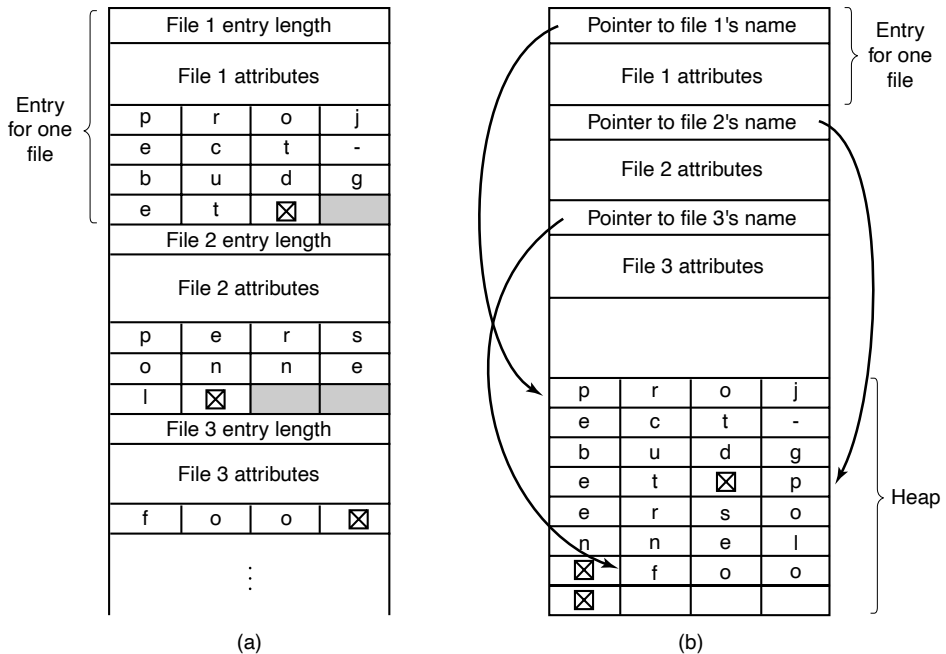 File 1 entry length
File 1 attributes
Entry
for one
file
p r o j
e c t -
b u d g
e t
File 2 entry length
File 2 attributes
p e r s
o n n e
l
File 3 entry length
File 3 attributes
f o o
(a)
Pointer to file 1's name
File 1 attributes
Entry
for one
file
Pointer to file 2's name
File 2 attributes
Pointer to file 3's name
File 3 attributes
p r o j
e c t -
b u d g
e t p
e r s o
n n e l
f o o
Heap
(b)